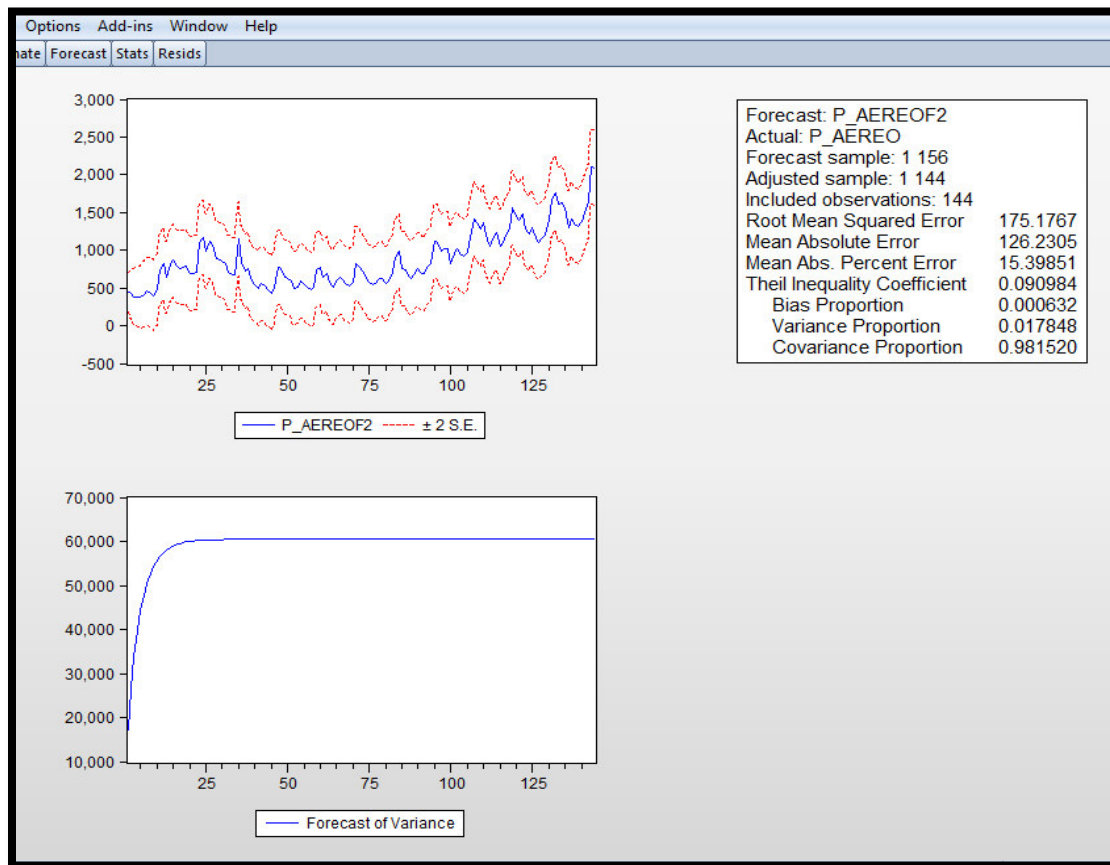 Options Add-ins Window Help
nate Forecast Stats Resids
3,000
2,500
2,000
1,500
1,000
500
0
-500
25 50 75 100 125
P_AEREOF2 ± 2 S.E.
Forecast: P_AEREOF2
Actual: P_AEREO
Forecast sample: 1 156
Adjusted sample: 1 144
Included observations: 144
Root Mean Squared Error 175.1767
Mean Absolute Error 126.2305
Mean Abs. Percent Error 15.39851
Theil Inequality Coefficient 0.090984
Bias Proportion 0.000632
Variance Proportion 0.017848
Covariance Proportion 0.981520
70,000
60,000
50,000
40,000
30,000
20,000
10,000
25 50 75 100 125
Forecast of Variance